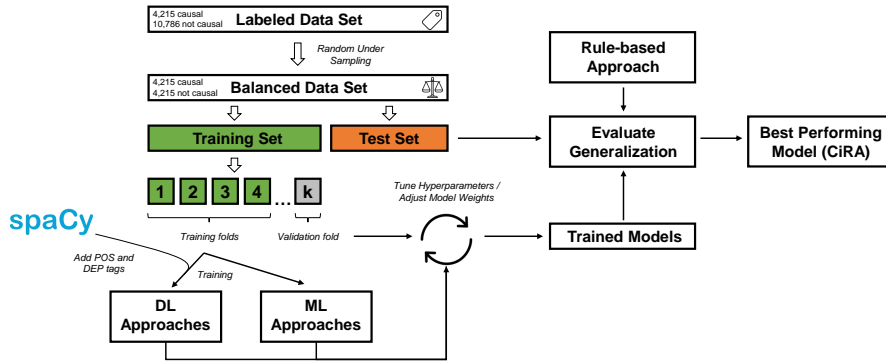 4,215 causal
10,786 not causal
Labeled Data Set
Random Under
Sampling
4,215 causal
4,215 not causal
Balanced Data Set
Training Set
Test Set
1 2 3 4 ... k
Training folds
Validation fold
spaCy
Add POS and
DEP tags
Training
DL
Approaches
ML
Approaches
Tune Hyperparameters /
Adjust Model Weights
Rule-based
Approach
Evaluate
Generalization
Trained Models
Best Performing
Model (CiRA)